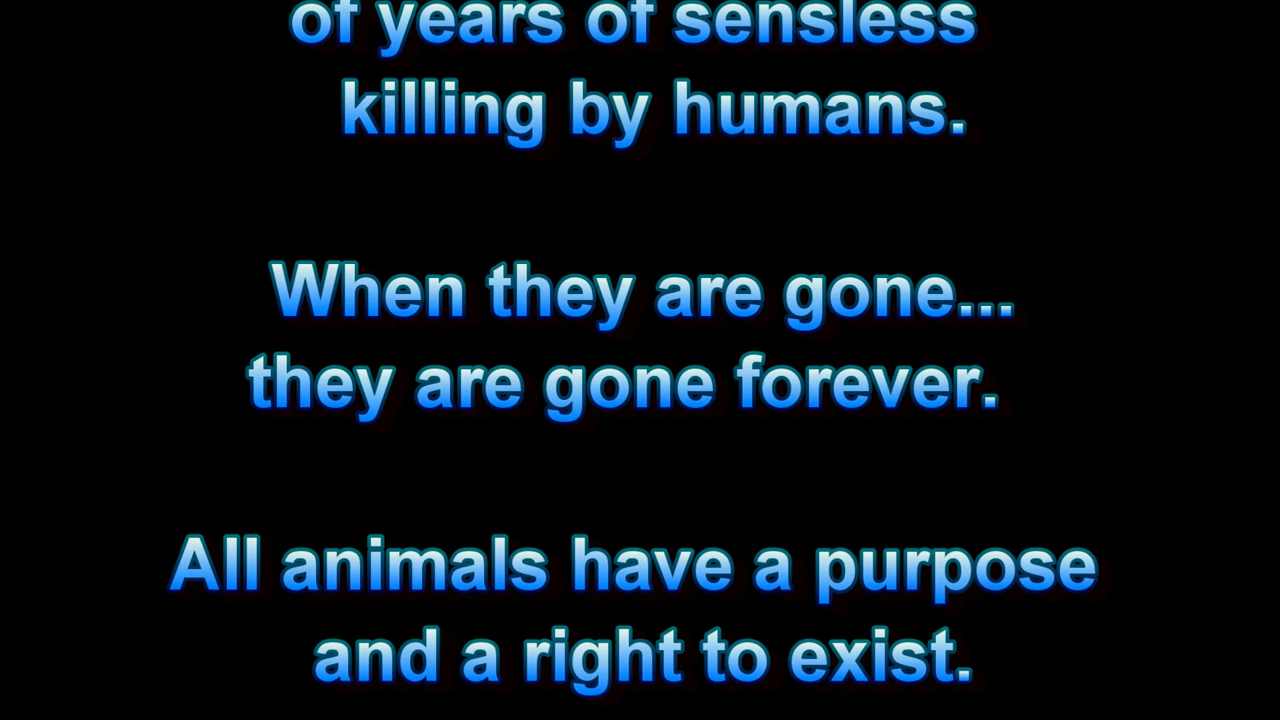 of years of sensless
killing by humans.
When they are gone...
they are gone forever.
All animals have a purpose
and a right to exist.